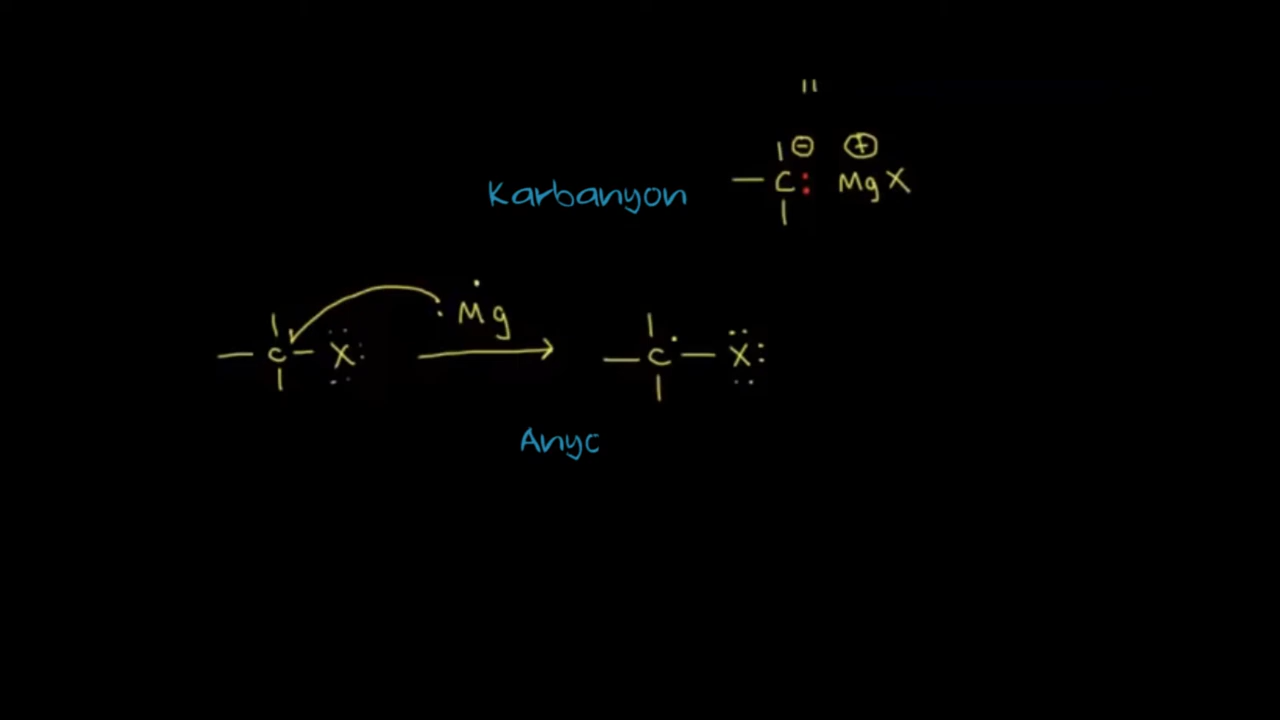 Karbanyon
— C : ⊖ MgX ⊕
— C — X :
: Mg
— C — X :
Anyc